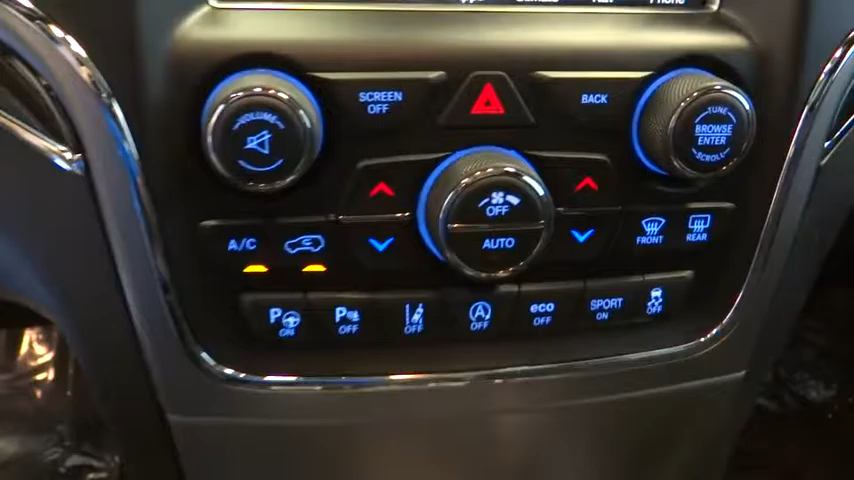 VOLUME
SCREEN
OFF
BACK
TUNE
BROWSE
ENTER
SCROLL
OFF
AUTO
A/C
FRONT
REAR
P
ON
P
OFF
OFF
A
OFF
eco
OFF
SPORT
ON
OFF